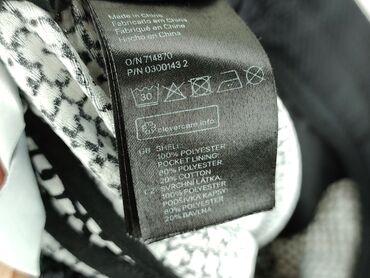 Made in China
Fabricado en China
Fabriqué en Chine
Hecho en China
O/N 714870
P/N 0300143 2
30
clevercare.info
GB SHELL:
100% POLYESTER
POCKET LINING:
80% POLYESTER
20% COTTON
CZ SVRCHNÍ LÁTKA:
100% POLYESTER
PODŠÍVKA KAPSY
80% POLYESTER
20% BAVLNA